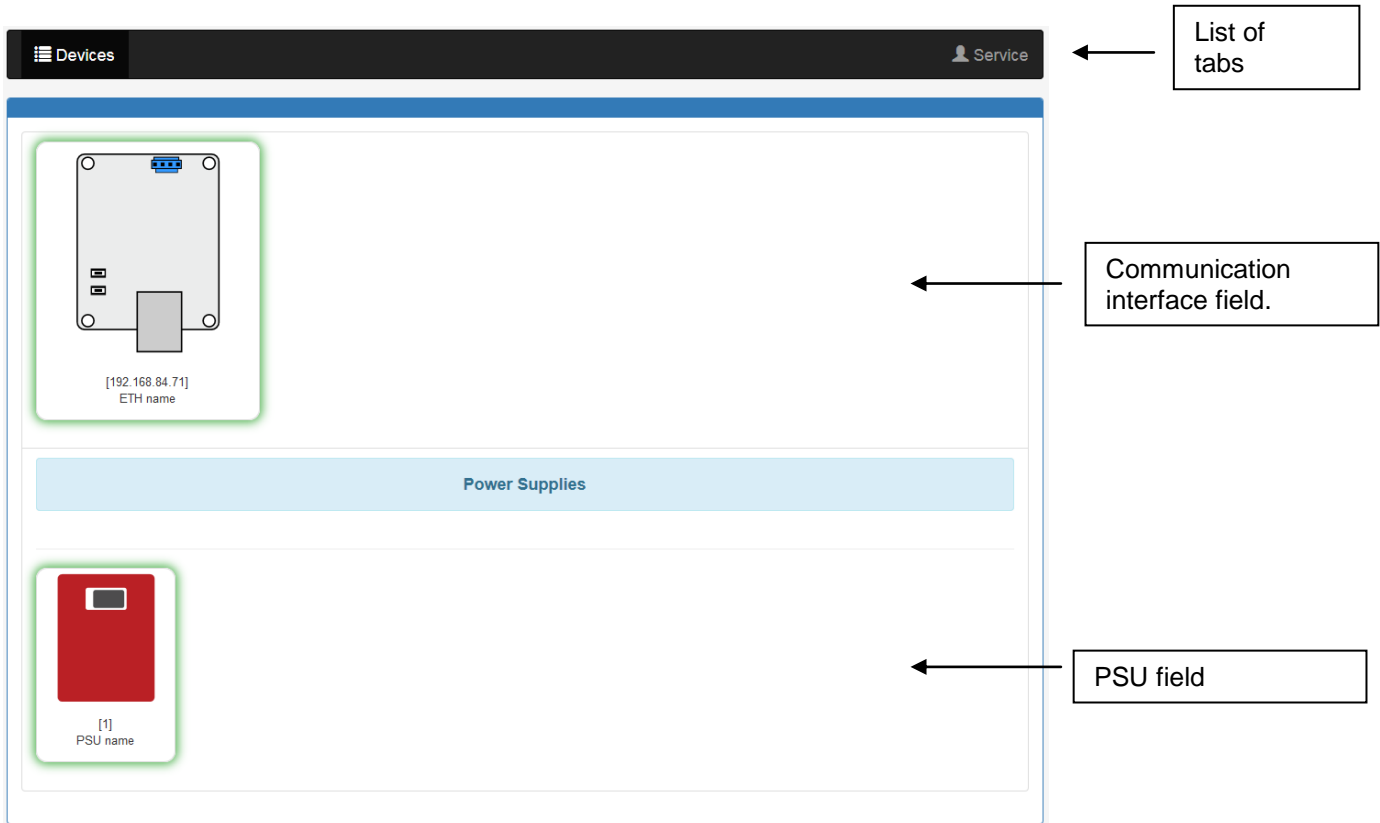 List of
tabs
Devices
Service
Communication
interface field.
[192.168.84.71]
ETH name
Power Supplies
PSU field
[1]
PSU name